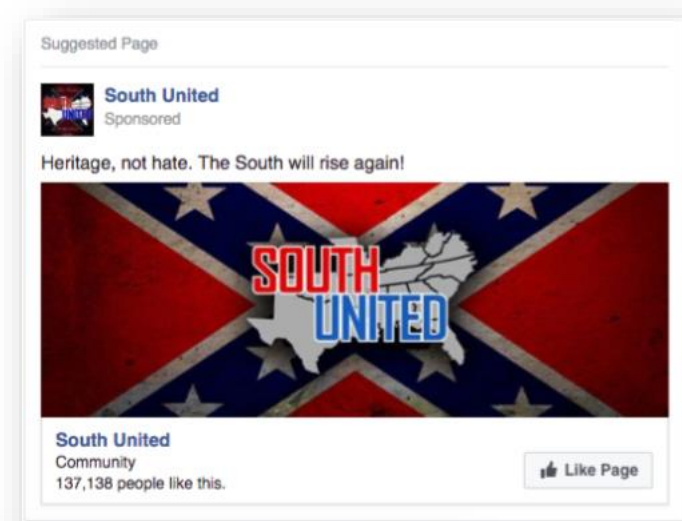 Suggested Page
South United
Sponsored
Heritage, not hate. The South will rise again!
SOUTH
UNITED
South United
Community
137,138 people like this.
Like Page